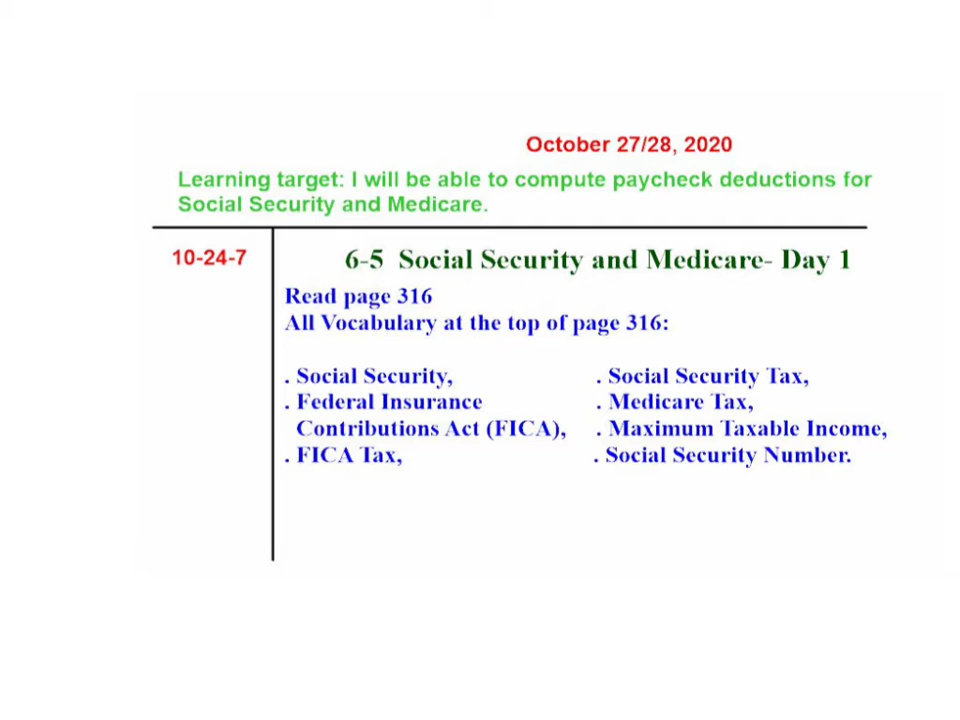 October 27/28, 2020
Learning target: I will be able to compute paycheck deductions for
Social Security and Medicare.
10-24-7
6-5 Social Security and Medicare- Day 1
Read page 316
All Vocabulary at the top of page 316:
. Social Security,
. Federal Insurance
Contributions Act (FICA),
. FICA Tax,
. Social Security Tax,
. Medicare Tax,
. Maximum Taxable Income,
. Social Security Number.